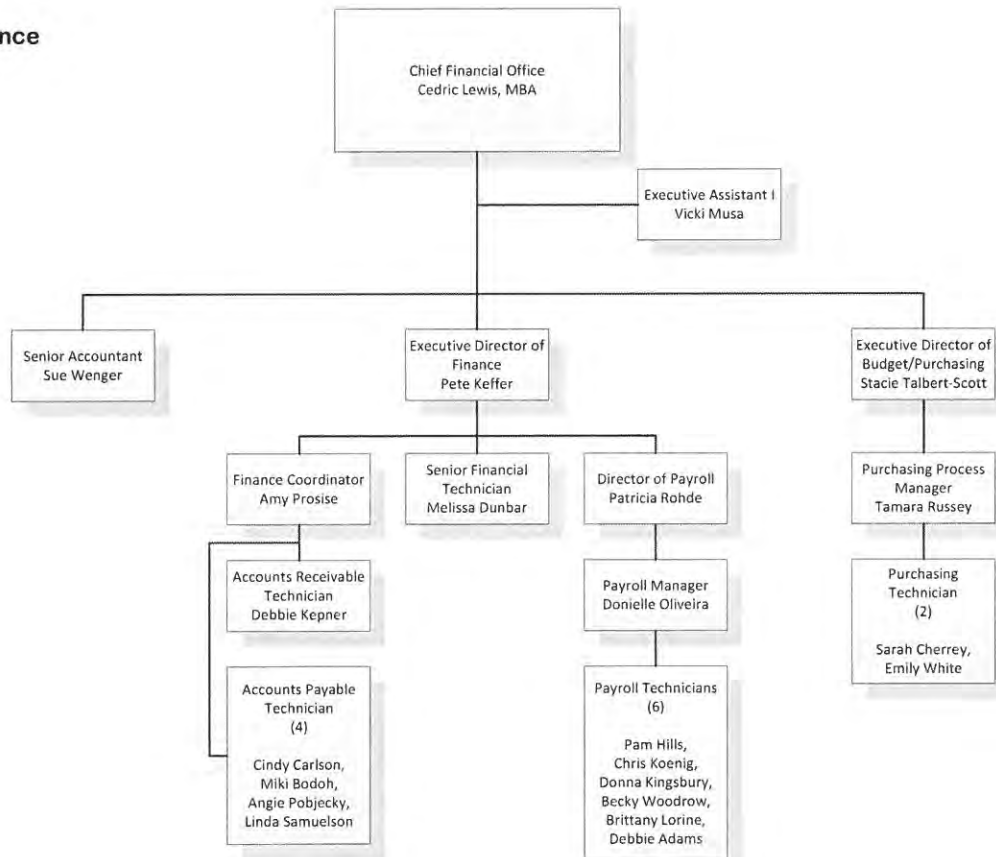 nce
Chief Financial Office
Cedric Lewis, MBA
Executive Assistant I
Vicki Musa
Senior Accountant
Sue Wenger
Executive Director of
Finance
Pete Keffer
Executive Director of
Budget/Purchasing
Stacie Talbert-Scott
Finance Coordinator
Amy Prosise
Senior Financial
Technician
Melissa Dunbar
Director of Payroll
Patricia Rohde
Purchasing Process
Manager
Tamara Russey
Accounts Receivable
Technician
Debbie Kepner
Payroll Manager
Donielle Oliveira
Purchasing
Technician
(2)
Sarah Cherrey,
Emily White
Accounts Payable
Technician
(4)
Cindy Carlson,
Miki Bodoh,
Angie Pobjecky,
Linda Samuelson
Payroll Technicians
(6)
Pam Hills,
Chris Koenig,
Donna Kingsbury,
Becky Woodrow,
Brittany Lorine,
Debbie Adams